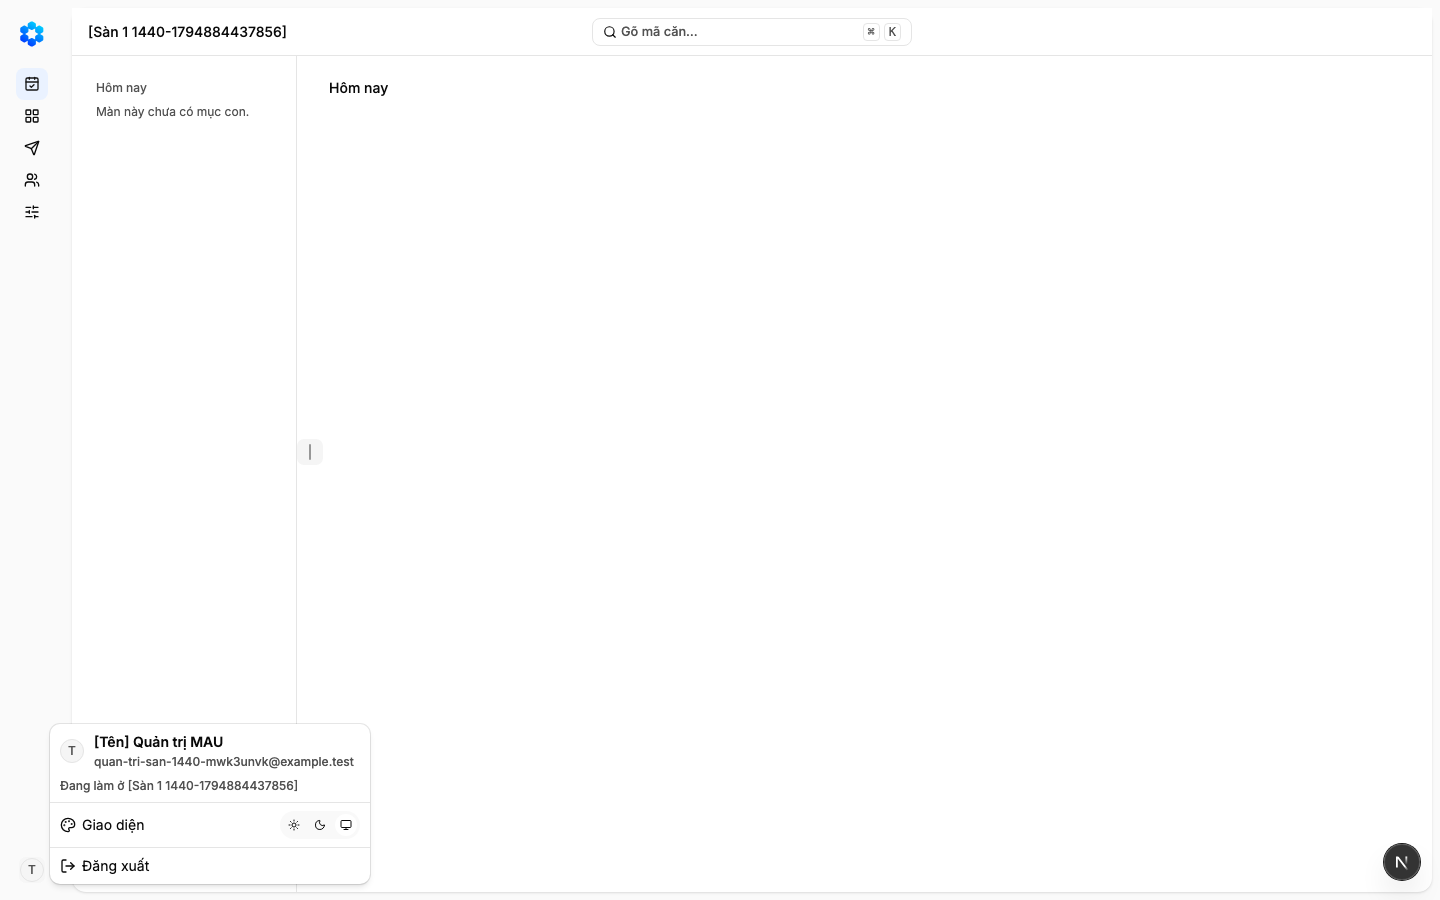 [Sàn 1 1440-1794884437856]
Gõ mã căn...
⌘ K
Hôm nay
Màn này chưa có mục con.
Hôm nay
T
[Tên] Quản trị MAU
quan-tri-san-1440-mwk3unvk@example.test
Đang làm ở [Sàn 1 1440-1794884437856]
Giao diện
Đăng xuất
T
N